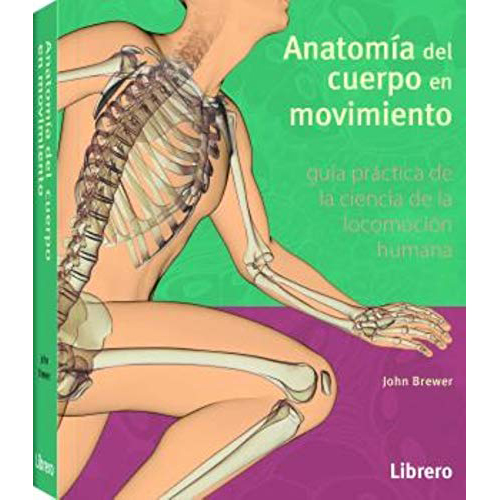 Anatomía del
cuerpo en
movimiento
guía práctica de
la ciencia de la
locomoción
humana
John Brewer
Librero
Anatomía del cuerpo
en movimiento
John
Brewer
Librero